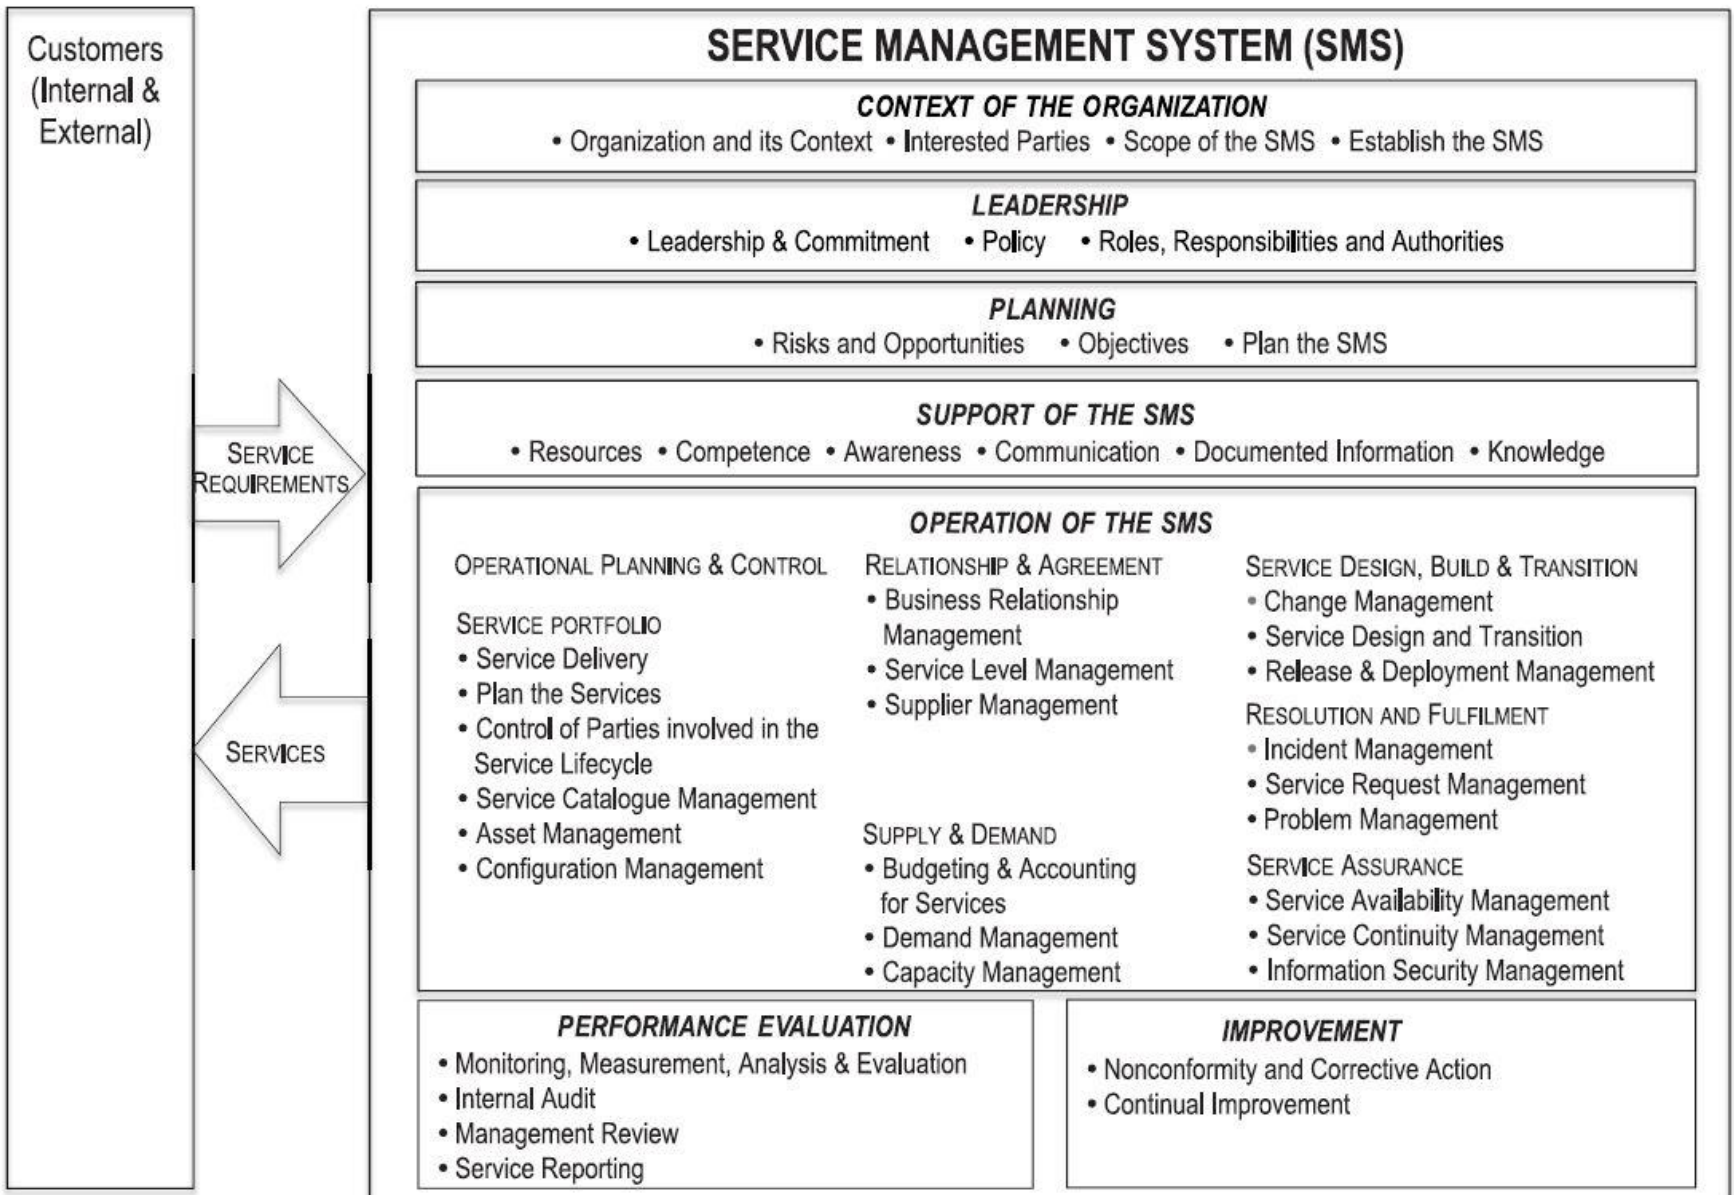 Customers
(Internal &
External)
SERVICE
REQUIREMENTS
SERVICES
SERVICE MANAGEMENT SYSTEM (SMS)
CONTEXT OF THE ORGANIZATION
• Organization and its Context • Interested Parties • Scope of the SMS • Establish the SMS
LEADERSHIP
• Leadership & Commitment • Policy • Roles, Responsibilities and Authorities
PLANNING
• Risks and Opportunities • Objectives • Plan the SMS
SUPPORT OF THE SMS
• Resources • Competence • Awareness • Communication • Documented Information • Knowledge
OPERATION OF THE SMS
OPERATIONAL PLANNING & CONTROL
SERVICE PORTFOLIO
• Service Delivery
• Plan the Services
• Control of Parties involved in the
Service Lifecycle
• Service Catalogue Management
• Asset Management
• Configuration Management
RELATIONSHIP & AGREEMENT
• Business Relationship
Management
• Service Level Management
• Supplier Management
SUPPLY & DEMAND
• Budgeting & Accounting
for Services
• Demand Management
• Capacity Management
SERVICE DESIGN, BUILD & TRANSITION
• Change Management
• Service Design and Transition
• Release & Deployment Management
RESOLUTION AND FULFILMENT
• Incident Management
• Service Request Management
• Problem Management
SERVICE ASSURANCE
• Service Availability Management
• Service Continuity Management
• Information Security Management
PERFORMANCE EVALUATION
• Monitoring, Measurement, Analysis & Evaluation
• Internal Audit
• Management Review
• Service Reporting
IMPROVEMENT
• Nonconformity and Corrective Action
• Continual Improvement